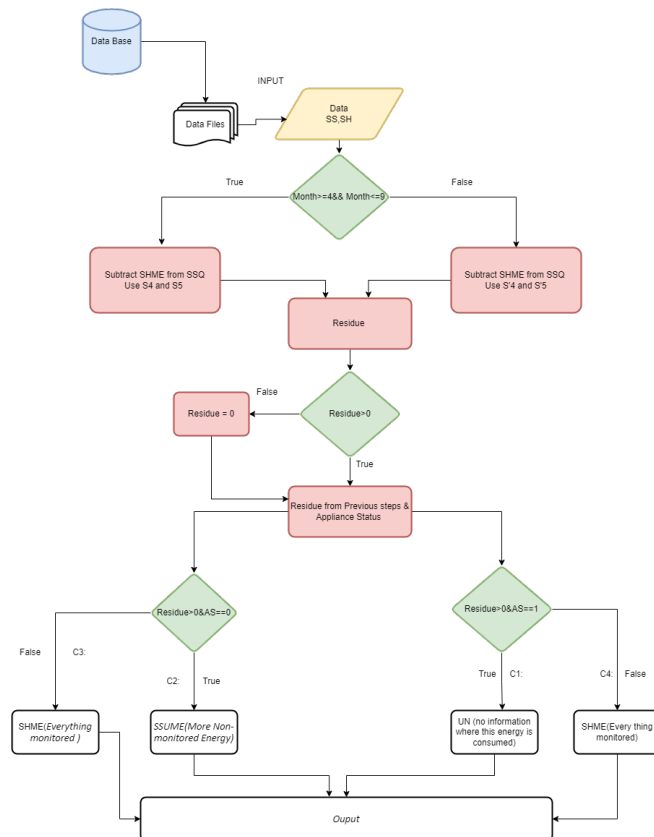 Data Base
INPUT
Data Files
Data
SS,SH
True
False
Month>=4&& Month<=9
Subtract SHME from SSQ
Use S4 and S5
Subtract SHME from SSQ
Use S'4 and S'5
Residue
False
Residue = 0
Residue>0
True
Residue from Previous steps &
Appliance Status
Residue>0&AS==0
Residue>0&AS==1
False
C3:
C2:
True
True
C1:
C4:
False
SHME(Everything
monitored )
SSUME(More Non-
monitored Energy)
UN (no information
where this energy is
consumed)
SHME(Every thing
monitored)
Ouput